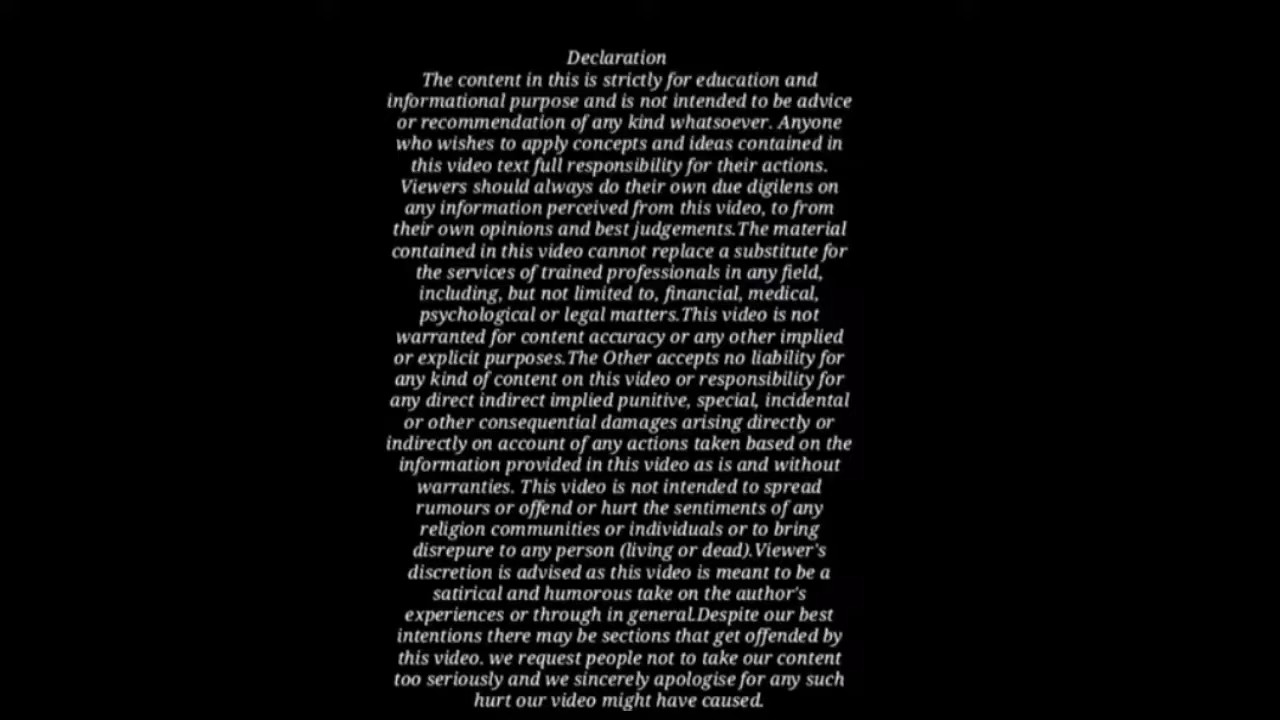 Declaration
The content in this is strictly for education and
informational purpose and is not intended to be advice
or recommendation of any kind whatsoever. Anyone
who wishes to apply concepts and ideas contained in
this video text full responsibility for their actions.
Viewers should always do their own due digilens on
any information perceived from this video, to from
their own opinions and best judgements.The material
contained in this video cannot replace a substitute for
the services of trained professionals in any field,
including, but not limited to, financial, medical,
psychological or legal matters.This video is not
warranted for content accuracy or any other implied
or explicit purposes.The Other accepts no liability for
any kind of content on this video or responsibility for
any direct indirect implied punitive, special, incidental
or other consequential damages arising directly or
indirectly on account of any actions taken based on the
information provided in this video as is and without
warranties. This video is not intended to spread
rumours or offend or hurt the sentiments of any
religion communities or individuals or to bring
disrepure to any person (living or dead).Viewer's
discretion is advised as this video is meant to be a
satirical and humorous take on the author's
experiences or through in general.Despite our best
intentions there may be sections that get offended by
this video. we request people not to take our content
too seriously and we sincerely apologise for any such
hurt our video might have caused.